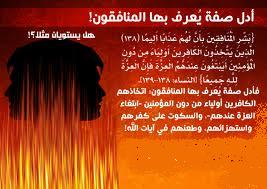 أدل صفة يُعرف بها المنافقون!
هل يستويان مثلاً؟!
{بَشِّرِ الْمُنَافِقِينَ بِأَنَّ لَهُمْ عَذَابًا أَلِيمًا (١٣٨)
الَّذِينَ يَتَّخِذُونَ الْكَافِرِينَ أَوْلِيَاءَ مِن دُونِ
الْمُؤْمِنِينَ أَيَبْتَغُونَ عِندَهُمُ الْعِزَّةَ فَإِنَّ الْعِزَّةَ
لِلَّهِ جَمِيعًا} [النساء: ١٣٨-١٣٩].
فأدل صفة يُعرف بها المنافقون: اتخاذهم
الكافرين أولياء من دون المؤمنين -ابتغاء
العزة عندهم-، والسكوت على كفرهم
واستهزائهم، وطعنهم في آيات الله!